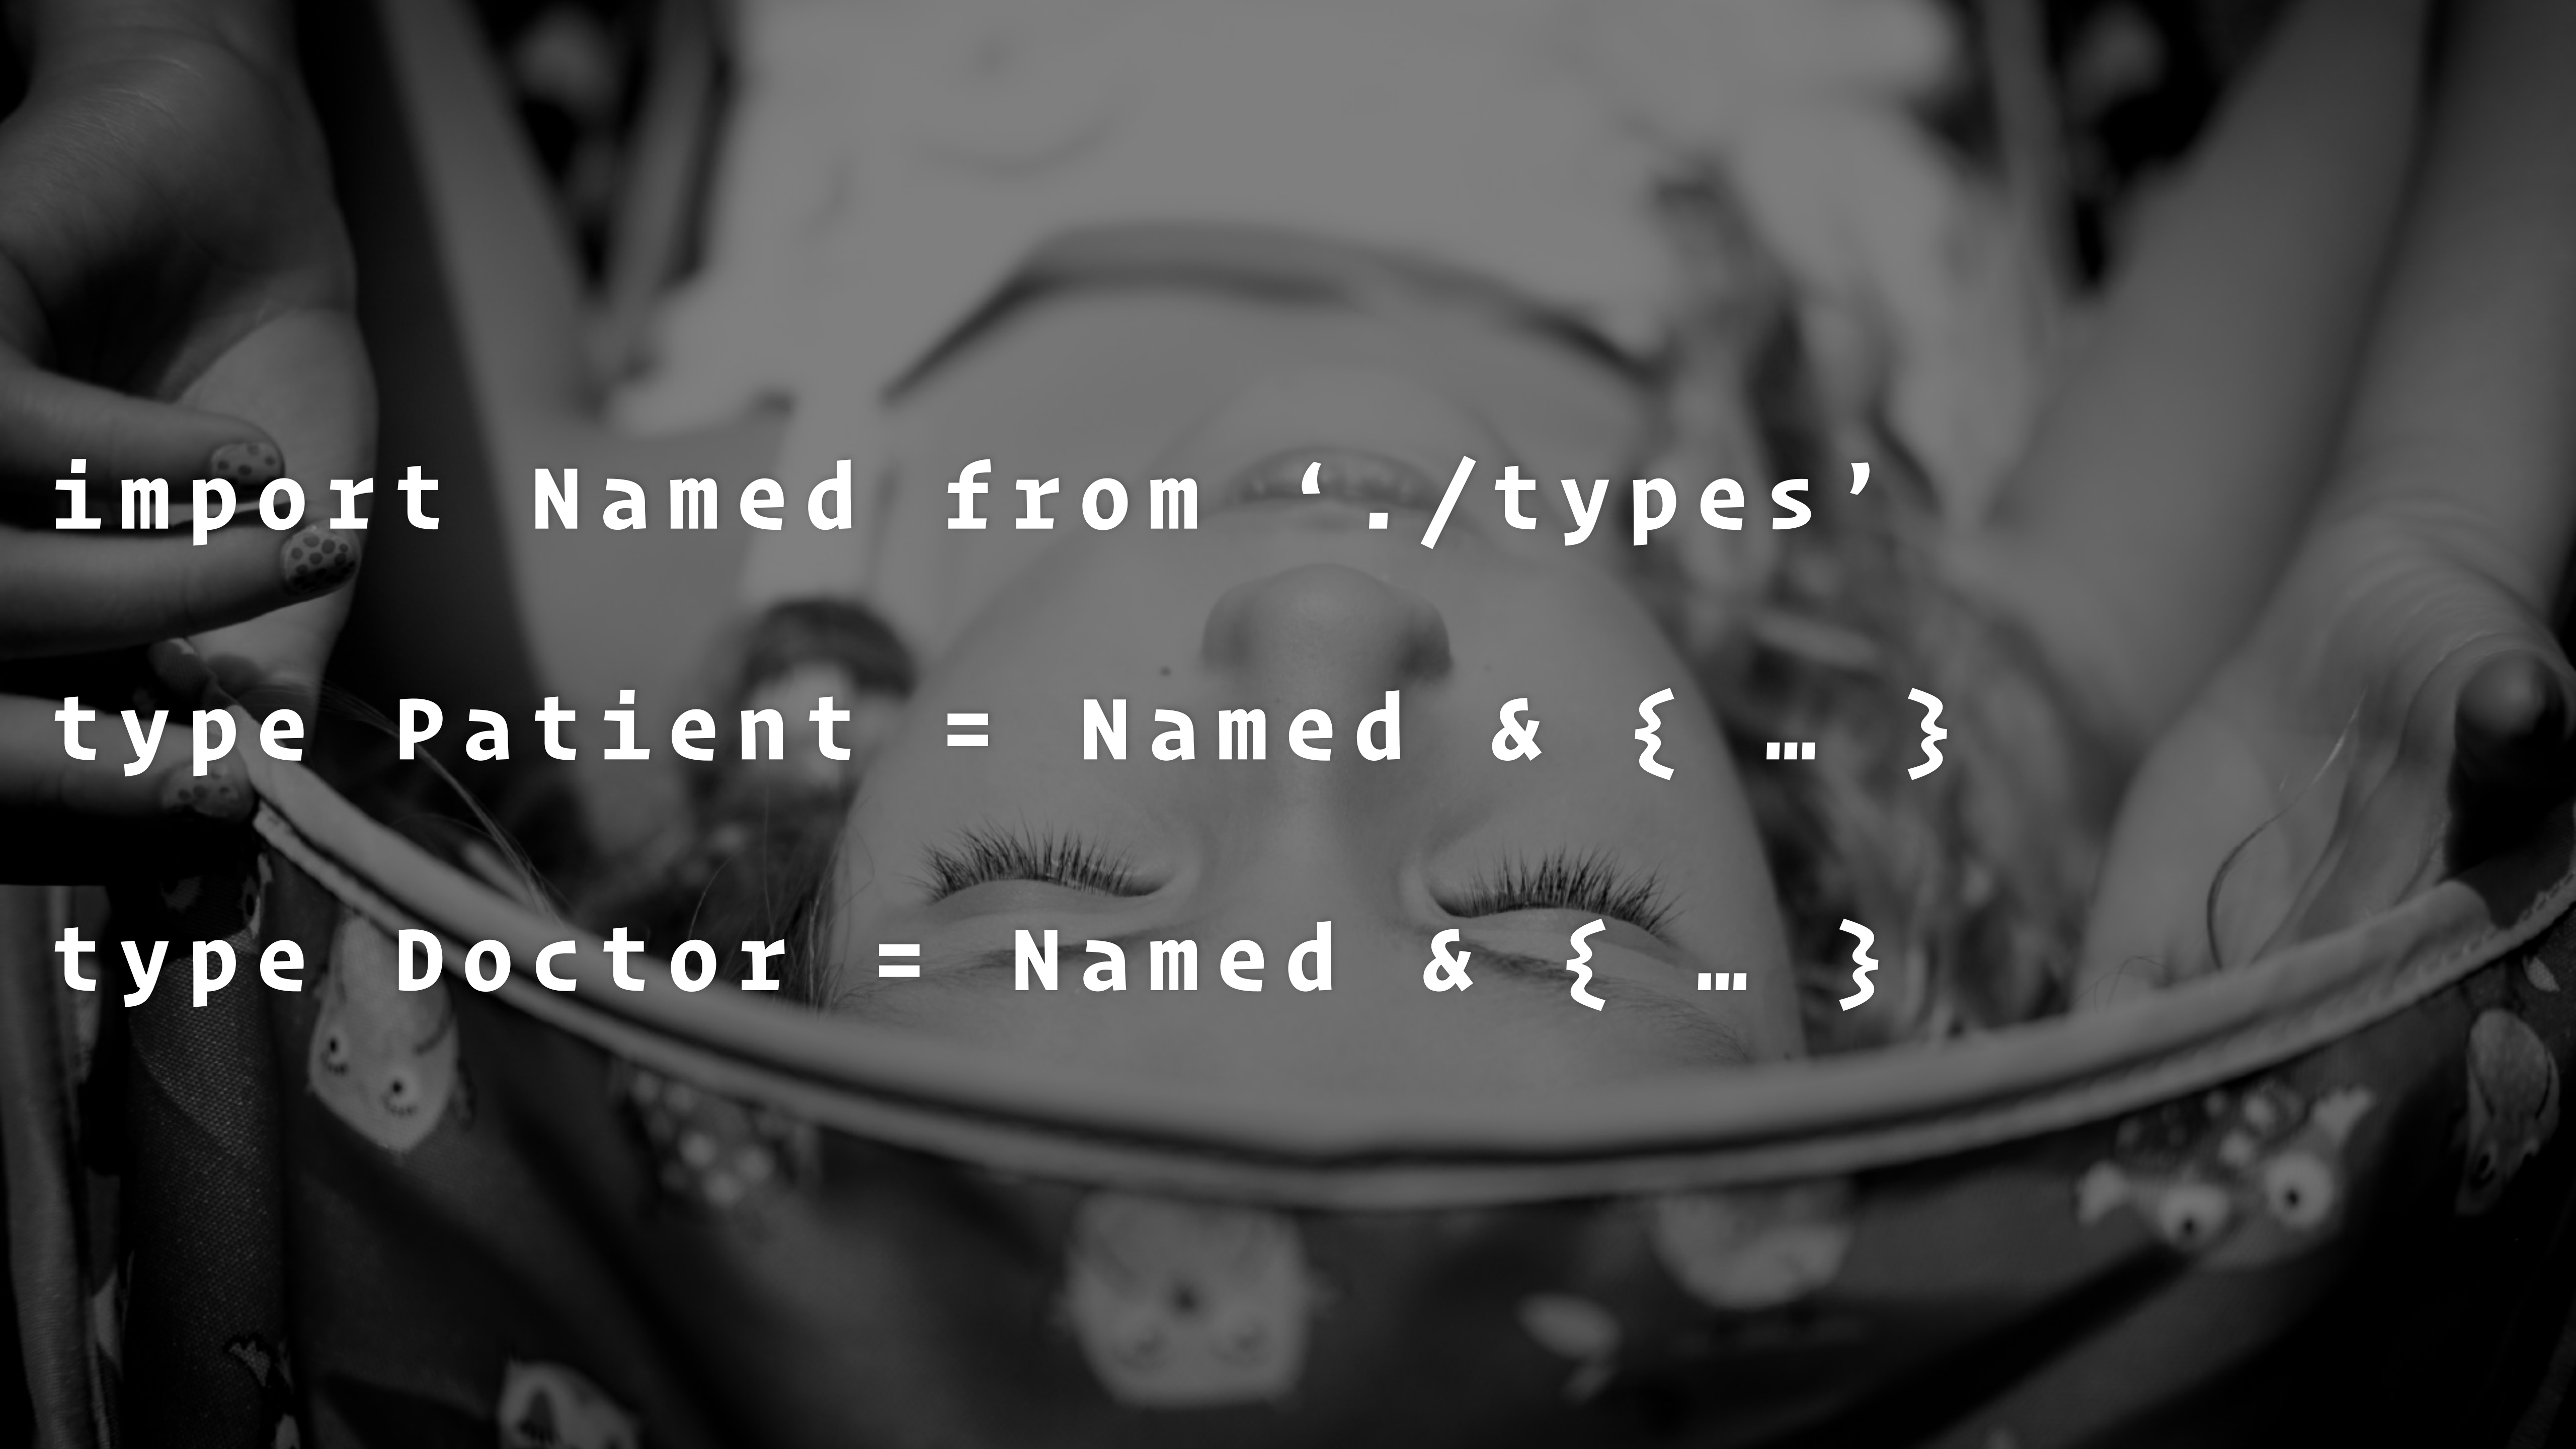 import Named from ‘./types’
type Patient = Named & { … }
type Doctor = Named & { … }